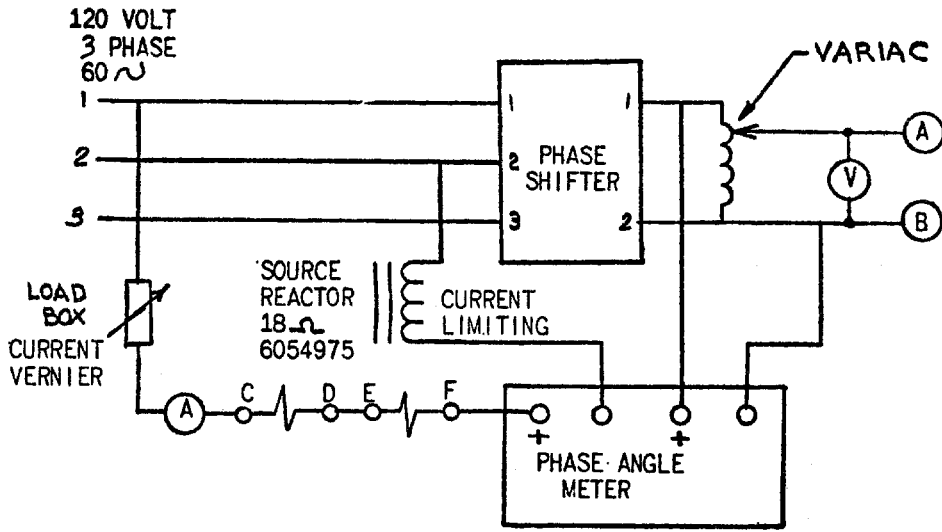 120 VOLT
3 PHASE
60 ~
VARIAC
1
2
3
1
2
3
PHASE
SHIFTER
1
2
A
V
B
SOURCE
REACTOR
18 Ω
6054975
CURRENT
LIMITING
LOAD
BOX
CURRENT
VERNIER
A
C
D
E
F
+
+
PHASE ANGLE
METER